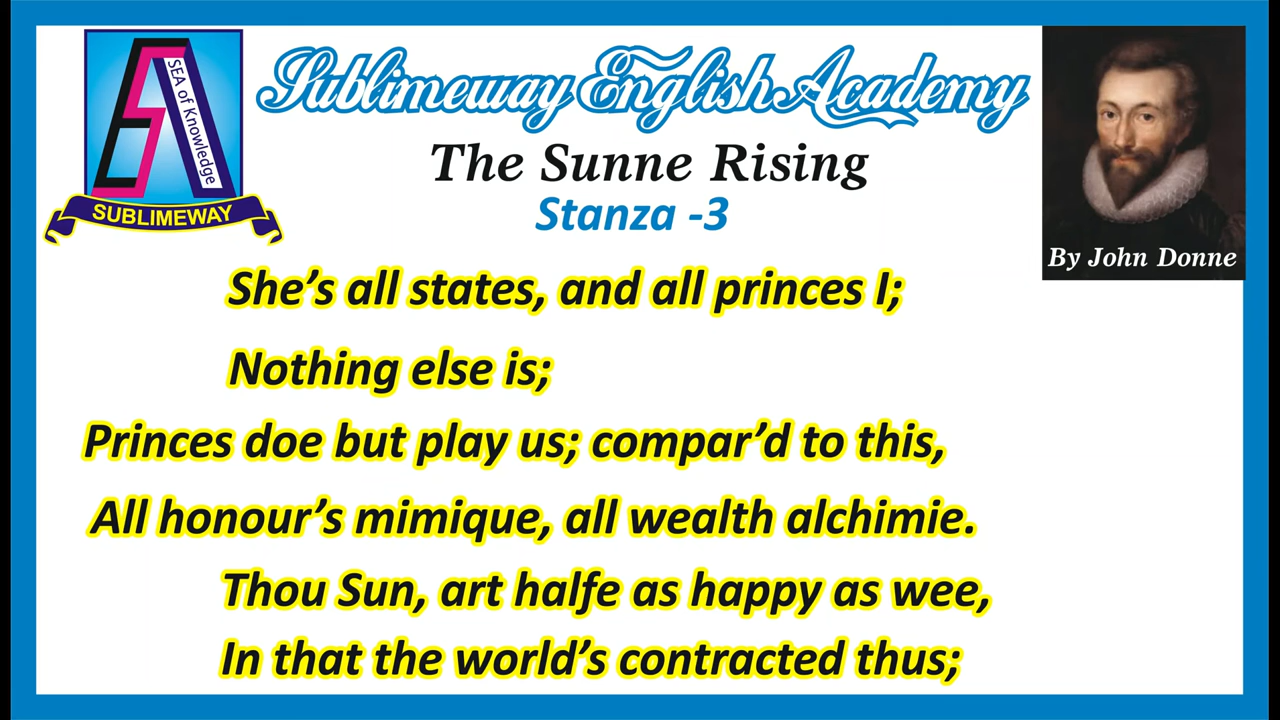 SEA of Knowledge
SUBLIMEWAY
Sublimeway English Academy
The Sunne Rising
Stanza -3
By John Donne
She’s all states, and all princes I;
Nothing else is;
Princes doe but play us; compar’d to this,
All honour’s mimique, all wealth alchimie.
Thou Sun, art halfe as happy as wee,
In that the world’s contracted thus;